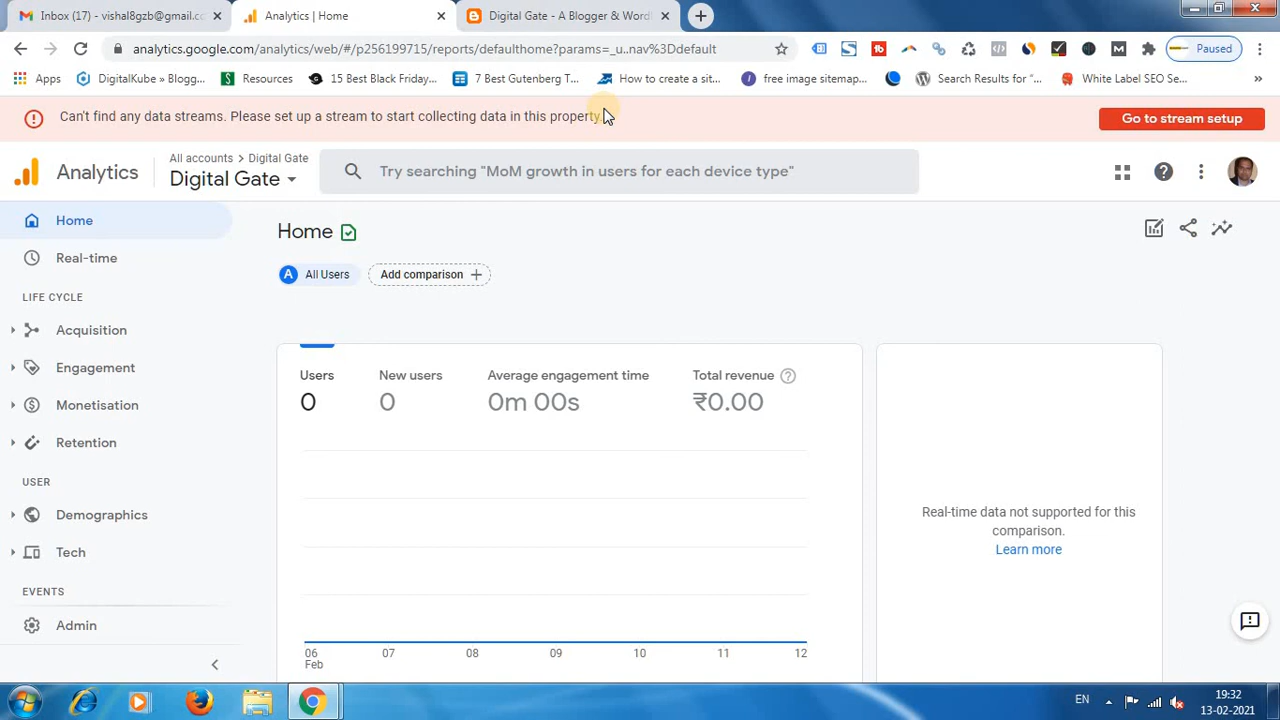 Inbox (17) - vishal8gzb@gmail.c
Analytics | Home
Digital Gate - A Blogger & Word
analytics.google.com/analytics/web/#/p256199715/reports/defaulthome?params=_u..nav%3Ddefault
Paused
Apps
DigitalKube » Blogg...
Resources
15 Best Black Friday...
7 Best Gutenberg T...
How to create a sit...
free image sitemap...
Search Results for “...
White Label SEO Se...
»
Can't find any data streams. Please set up a stream to start collecting data in this property.
Go to stream setup
Analytics
All accounts > Digital Gate
Digital Gate
Try searching "MoM growth in users for each device type"
Home
Real-time
LIFE CYCLE
Acquisition
Engagement
Monetisation
Retention
USER
Demographics
Tech
EVENTS
Admin
Home
A All Users
Add comparison +
Users
0
New users
0
Average engagement time
0m 00s
Total revenue
₹0.00
06
Feb
07
08
09
10
11
12
Real-time data not supported for this
comparison.
Learn more
EN
19:32
13-02-2021